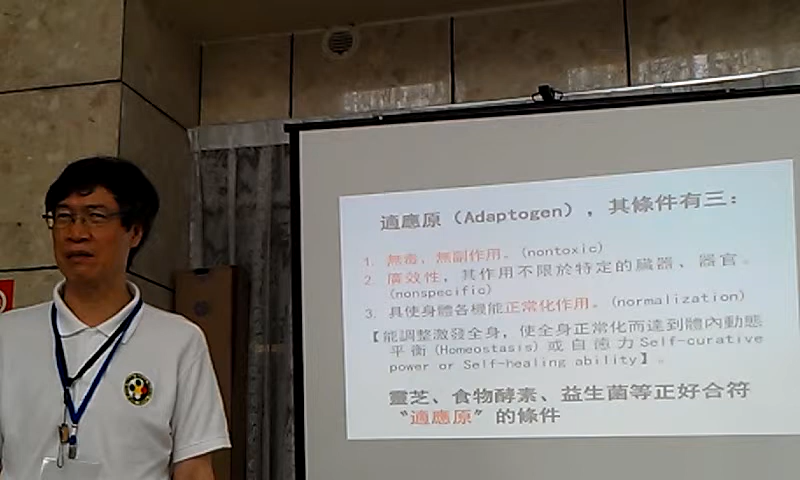 適應原（Adaptogen），其條件有三：
1. 無毒，無副作用。(nontoxic)
2. 廣效性，其作用不限於特定的臟器、器官。
(nonspecific)
3. 具使身體各機能正常化作用。(normalization)
【能調整激發全身，使全身正常化而達到體內動態
平衡(Homeostasis)或自癒力Self-curative
power or Self-healing ability】。
靈芝、食物酵素、益生菌等正好合符
“適應原”的條件